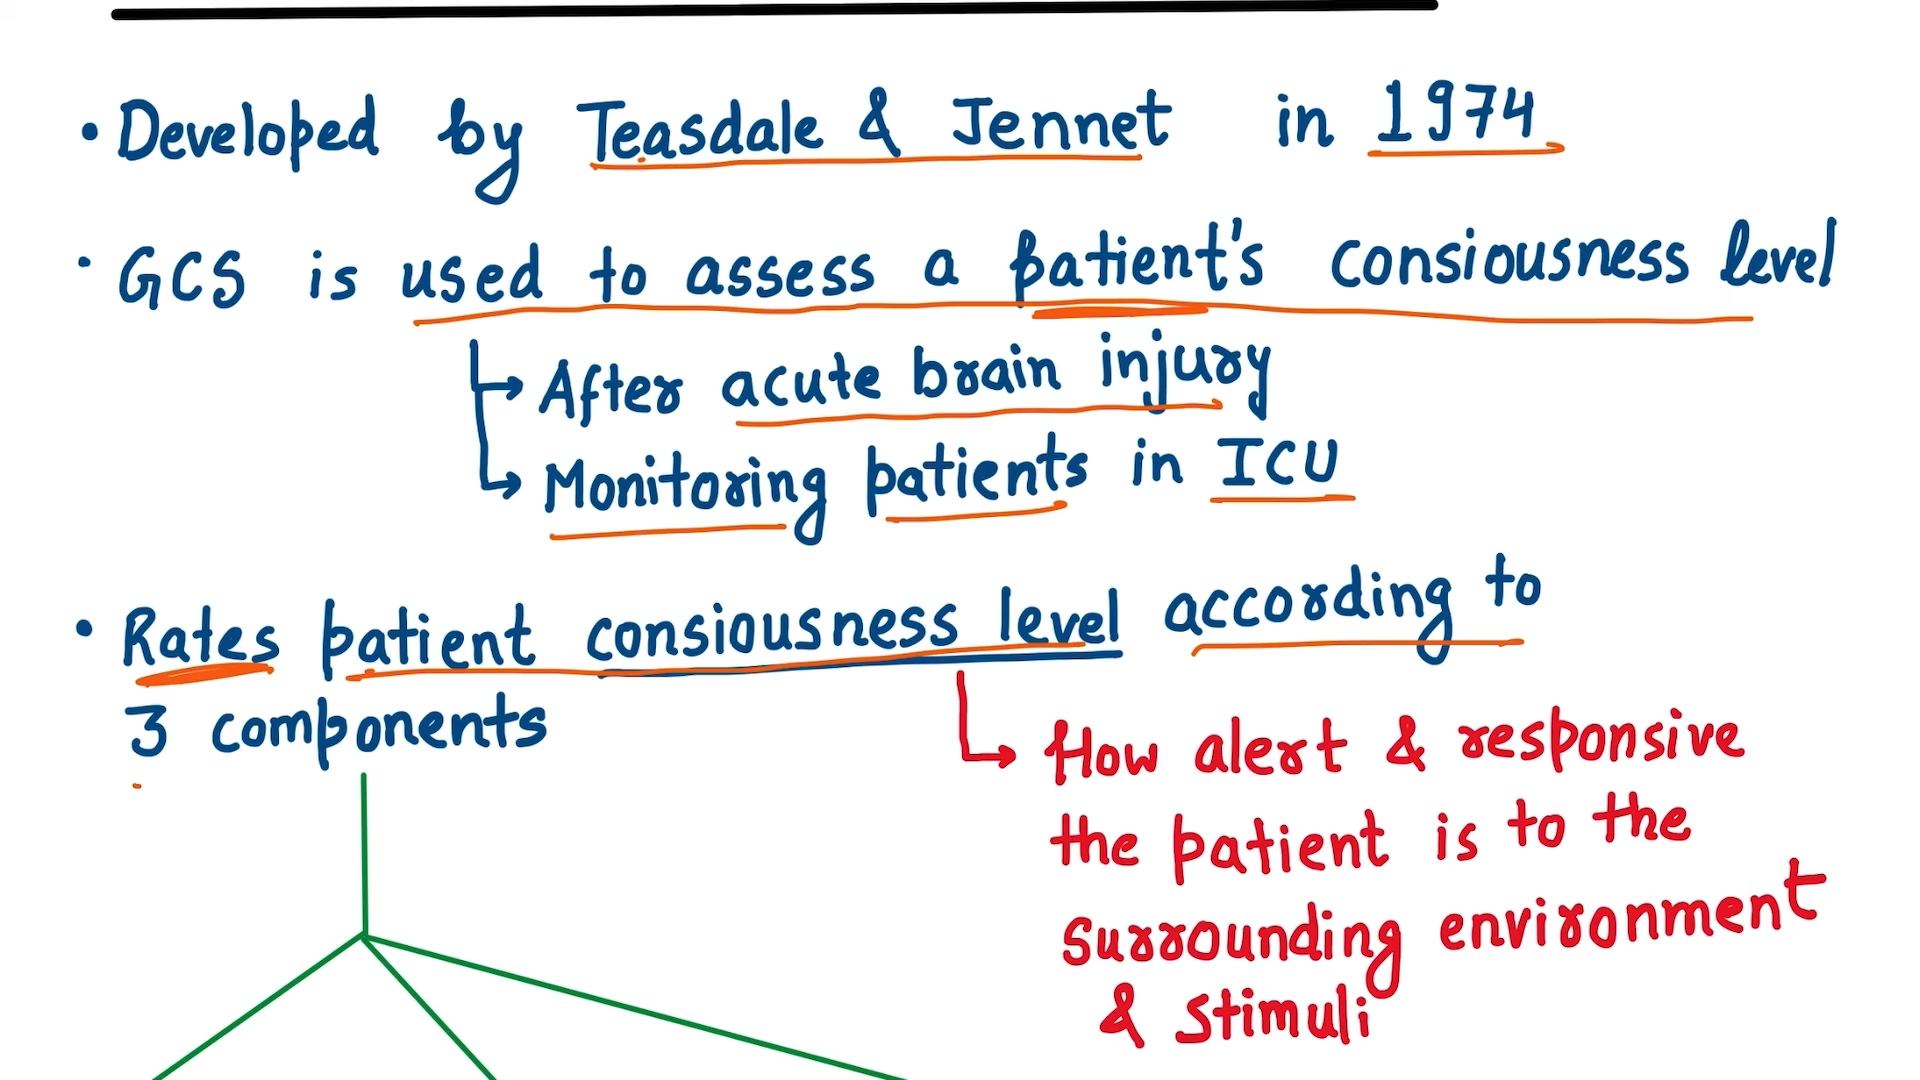 • Developed by Teasdale & Jennet in 1974
• GCS is used to assess a patient's consiousness level
→ After acute brain injury
→ Monitoring patients in ICU
• Rates patient consiousness level according to
3 components
→ How alert & responsive
the patient is to the
surrounding environment
& stimuli